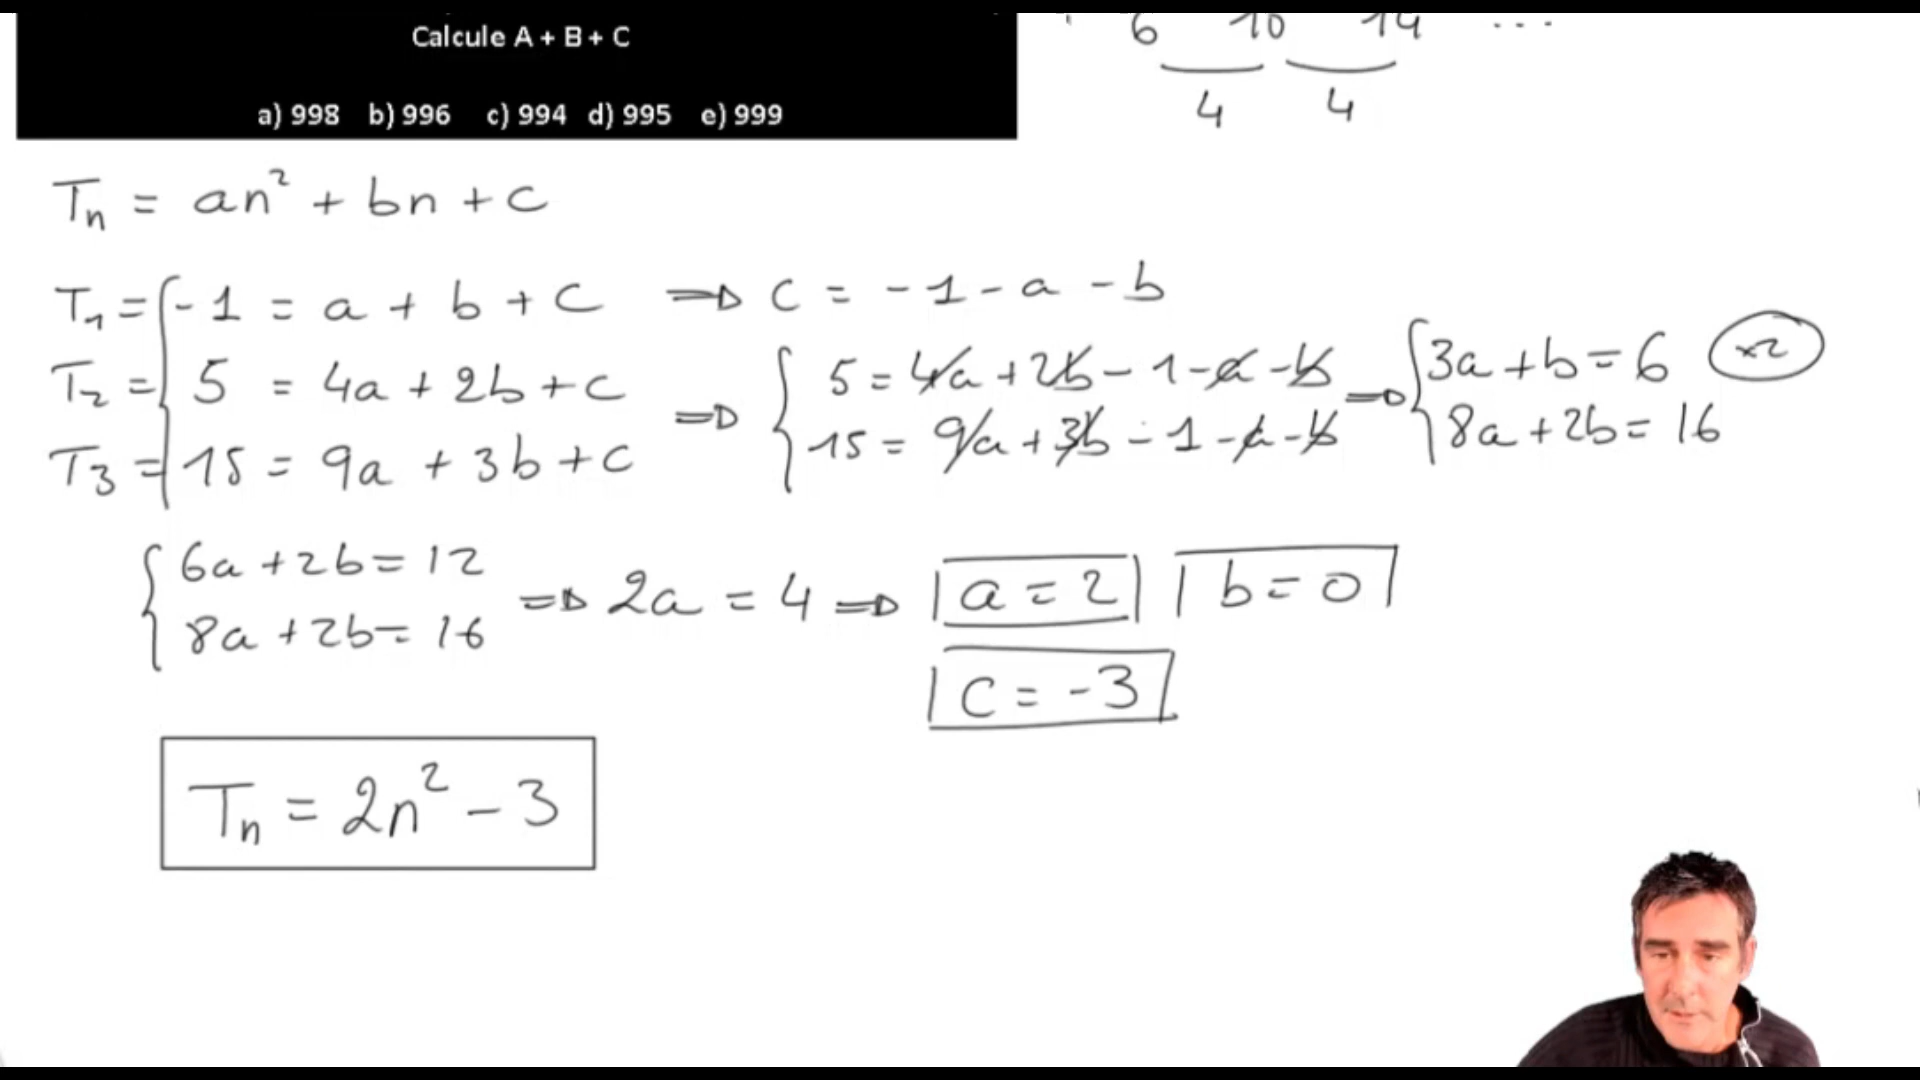 Calcule A + B + C
a) 998 b) 996 c) 994 d) 995 e) 999
6 10 14 ...
4 4
Tn = an² + bn + c
T1 = { -1 = a + b + c ⇒ c = -1 - a - b
T2 = 5 = 4a + 2b + c ⇒ { 5 = 4a + 2b - 1 - a - b ⇒ { 3a + b = 6 x2
T3 = 15 = 9a + 3b + c 15 = 9a + 3b - 1 - a - b 8a + 2b = 16
{ 6a + 2b = 12 ⇒ 2a = 4 ⇒ a = 2 b = 0
8a + 2b = 16
c = -3
Tn = 2n² - 3